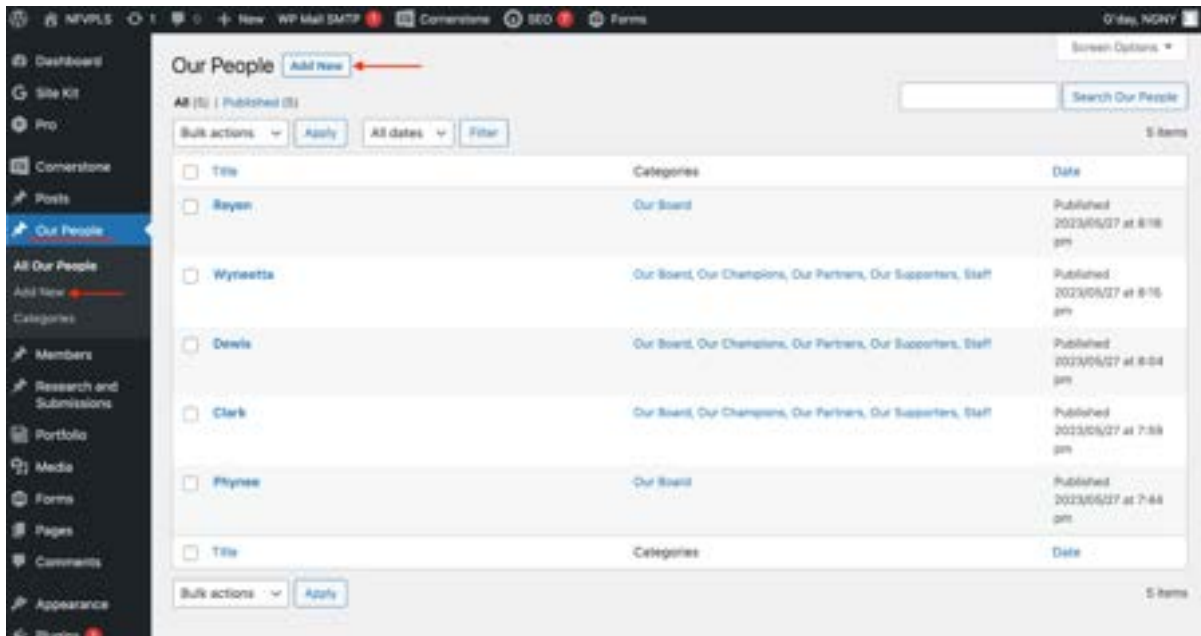 NFVPLS 1 0 New WP Mail SMTP Cornerstone SEO Forms G'day, NGNY
Screen Options
Dashboard
Site Kit
Pro
Cornerstone
Posts
Our People
All Our People
Add New
Categories
Members
Research and
Submissions
Portfolio
Media
Forms
Pages
Comments
Appearance
Plugins
Our People Add New
All (5) | Published (5)
Search Our People
Bulk actions Apply All dates Filter
5 items
Title Categories Date
Rayen Our Board Published
2023/05/27 at
pm
Wyneetta Our Board, Our Champions, Our Partners, Our Supporters, Staff Published
2023/05/27 at
pm
Dewis Our Board, Our Champions, Our Partners, Our Supporters, Staff Published
2023/05/27 at
pm
Clark Our Board, Our Champions, Our Partners, Our Supporters, Staff Published
2023/05/27 at 7:59
pm
Phynee Our Board Published
2023/05/27 at 7:44
pm
Title Categories Date
Bulk actions Apply
5 items